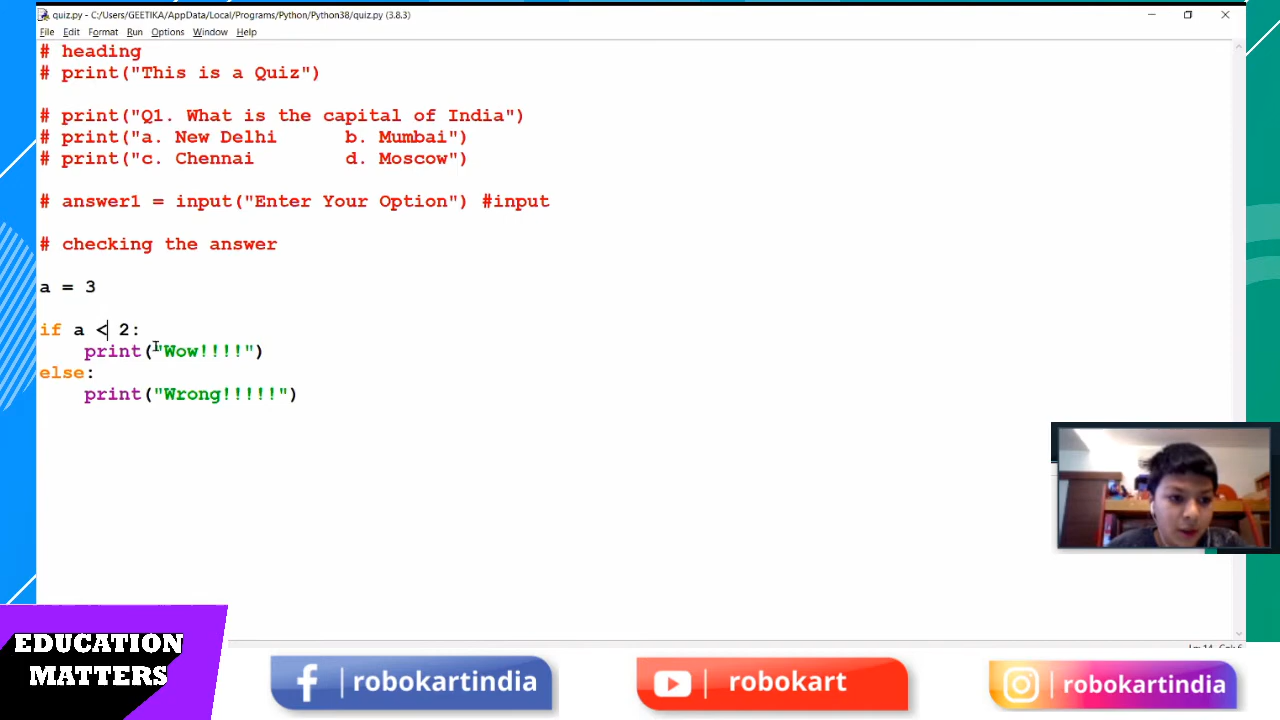 quiz.py - C:/Users/GEETIKA/AppData/Local/Programs/Python/Python38/quiz.py (3.8.3)
File Edit Format Run Options Window Help
# heading
# print("This is a Quiz")
# print("Q1. What is the capital of India")
# print("a. New Delhi      b. Mumbai")
# print("c. Chennai        d. Moscow")
# answer1 = input("Enter Your Option") #input
# checking the answer
a = 3
if a < 2:
    print("Wow!!!!")
else:
    print("Wrong!!!!!")
EDUCATION
MATTERS
f | robokartindia
| robokart
| robokartindia